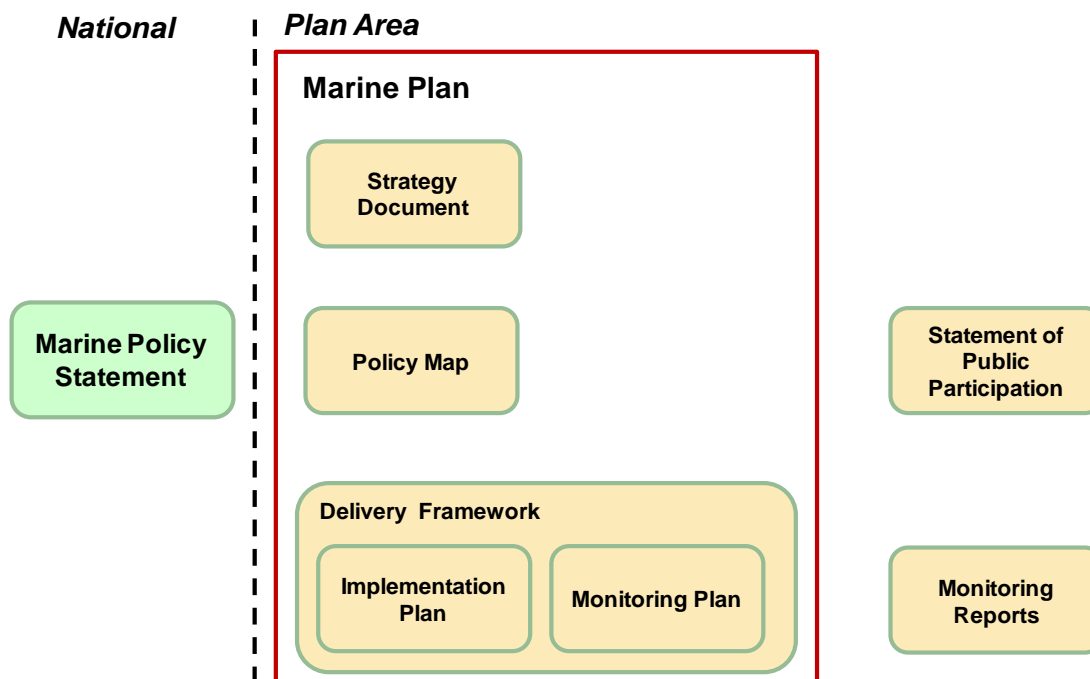 National
Plan Area
Marine Plan
Strategy
Document
Marine Policy
Statement
Policy Map
Statement of
Public
Participation
Delivery Framework
Implementation
Plan
Monitoring Plan
Monitoring
Reports